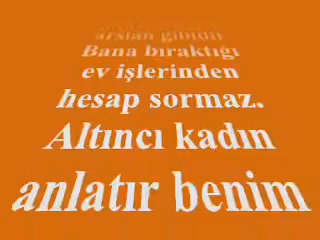 arslan gibidir
Bana bıraktığı
ev işlerinden
hesap sormaz.
Altıncı kadın
anlatır benim